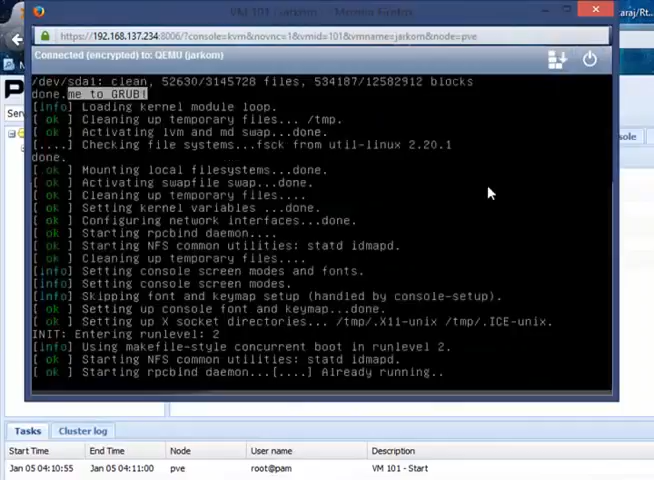 VM 101
https://192.168.137.234:8006/?console=kvm&novnc=1&vmid=101&vmname=jarkom&node=pve
Connected (encrypted) to: QEMU (jarkom)
/dev/sda1: clean, 52630/3145728 files, 534187/12582912 blocks
done.me to GRUB!
[info] Loading kernel module loop.
[ ok ] Cleaning up temporary files... /tmp.
[ ok ] Activating lvm and md swap...done.
[....] Checking file systems...fsck from util-linux 2.20.1
done.
[ ok ] Mounting local filesystems...done.
[ ok ] Activating swapfile swap...done.
[ ok ] Cleaning up temporary files....
[ ok ] Setting kernel variables ...done.
[ ok ] Configuring network interfaces...done.
[ ok ] Starting rpcbind daemon....
[ ok ] Starting NFS common utilities: statd idmapd.
[ ok ] Cleaning up temporary files....
[info] Setting console screen modes and fonts.
[info] Setting console screen modes.
[info] Skipping font and keymap setup (handled by console-setup).
[ ok ] Setting up console font and keymap...done.
[ ok ] Setting up X socket directories... /tmp/.X11-unix /tmp/.ICE-unix.
INIT: Entering runlevel: 2
[info] Using makefile-style concurrent boot in runlevel 2.
[ ok ] Starting NFS common utilities: statd idmapd.
[ ok ] Starting rpcbind daemon...[....] Already running..
Tasks Cluster log
Start Time End Time Node User name Description
Jan 05 04:10:55 Jan 05 04:11:00 pve root@pam VM 101 - Start